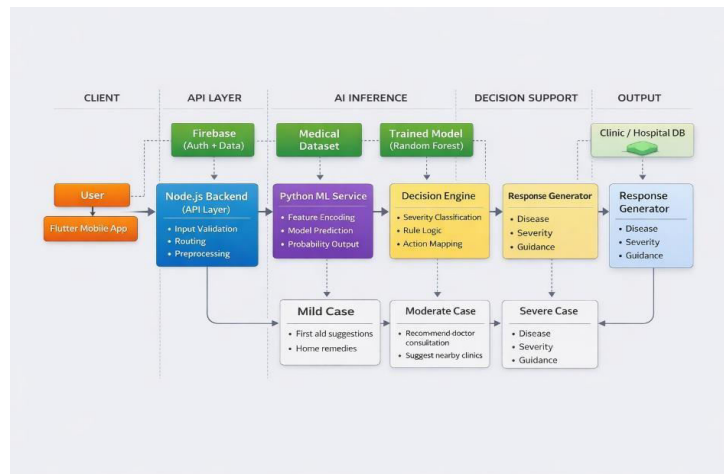 CLIENT
API LAYER
AI INFERENCE
DECISION SUPPORT
OUTPUT
Firebase
(Auth + Data)
Medical
Dataset
Trained Model
(Random Forest)
Clinic / Hospital DB
User
Flutter Mobile App
Node.js Backend
(API Layer)
• Input Validation
• Routing
• Preprocessing
Python ML Service
• Feature Encoding
• Model Prediction
• Probability Output
Decision Engine
• Severity Classification
• Rule Logic
• Action Mapping
Response Generator
• Disease
• Severity
• Guidance
Response
Generator
• Disease
• Severity
• Guidance
Mild Case
• First ald suggestions
• Home remedies
Moderate Case
• Recommend doctor
consultation
• Suggest nearby clinics
Severe Case
• Disease
• Severity
• Guidance